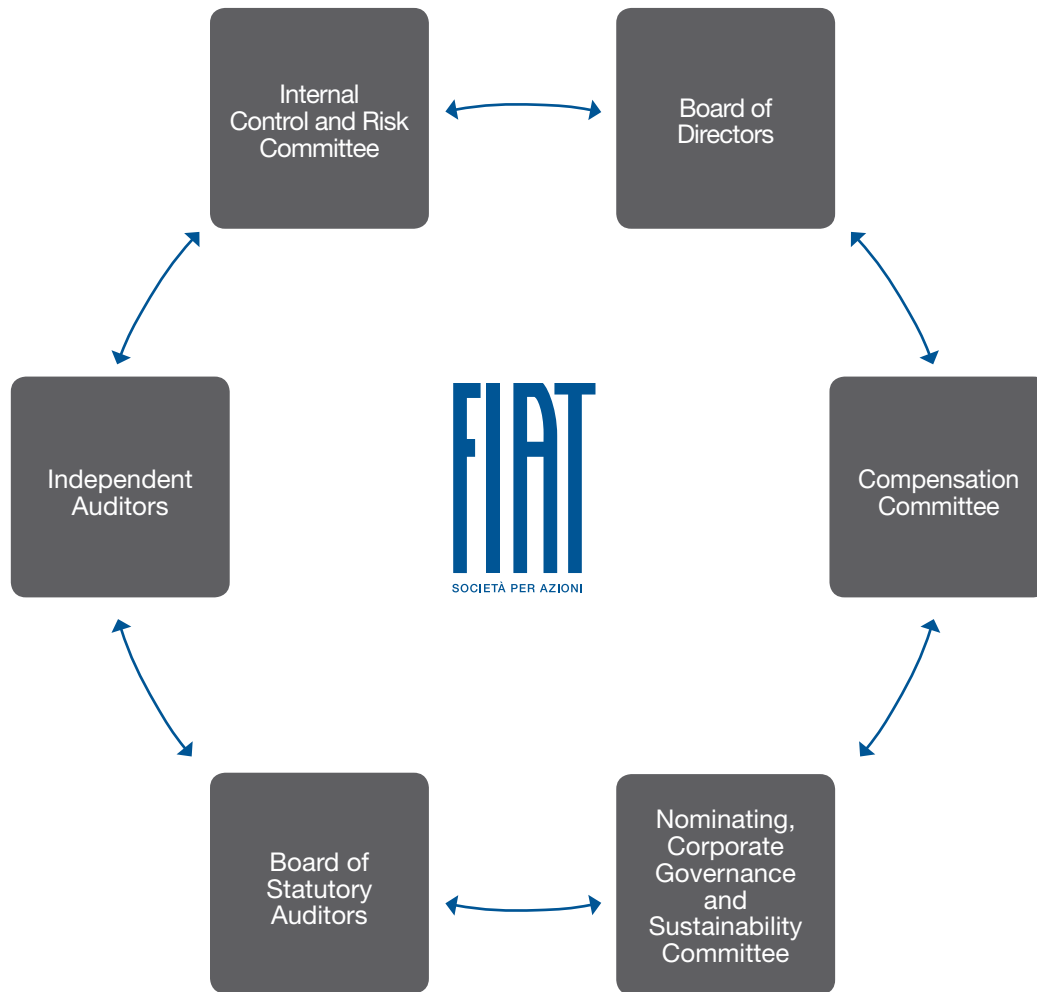 Internal
Control and Risk
Committee
Board of
Directors
Independent
Auditors
FIAT
SOCIETÀ PER AZIONI
Compensation
Committee
Board of
Statutory
Auditors
Nominating,
Corporate
Governance
and
Sustainability
Committee